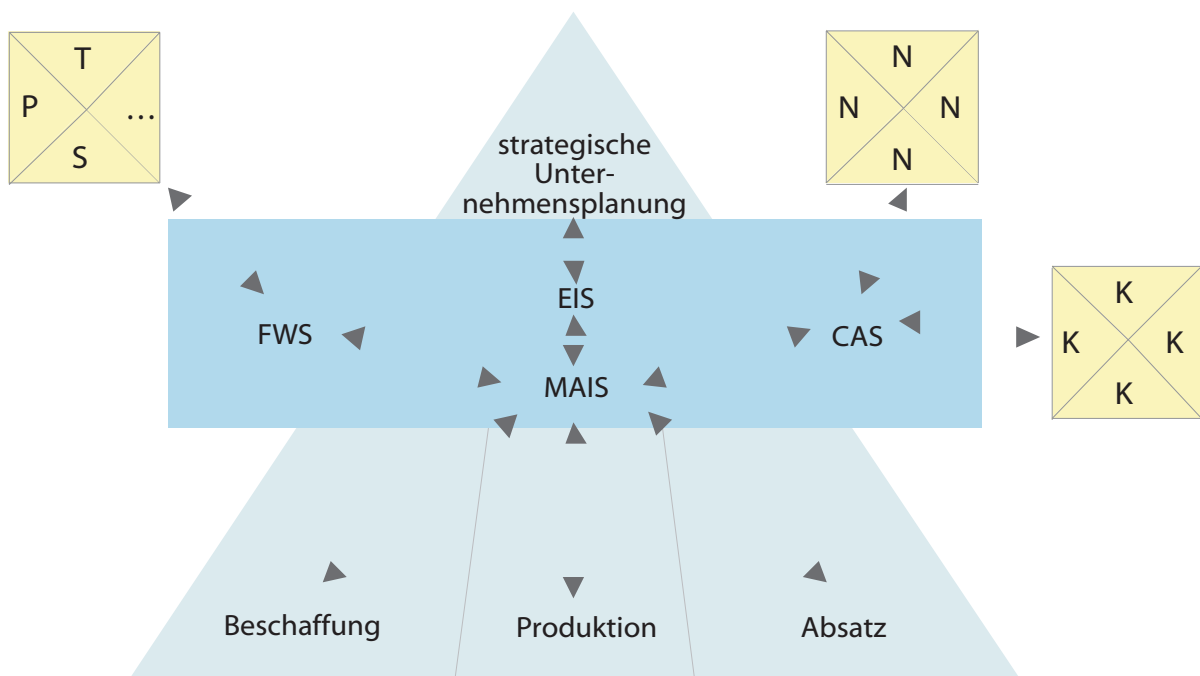 T
P ...
S
N
N N
N
strategische
Unter-
nehmensplanung
EIS
FWS
CAS
MAIS
K
K K
K
Beschaffung
Produktion
Absatz